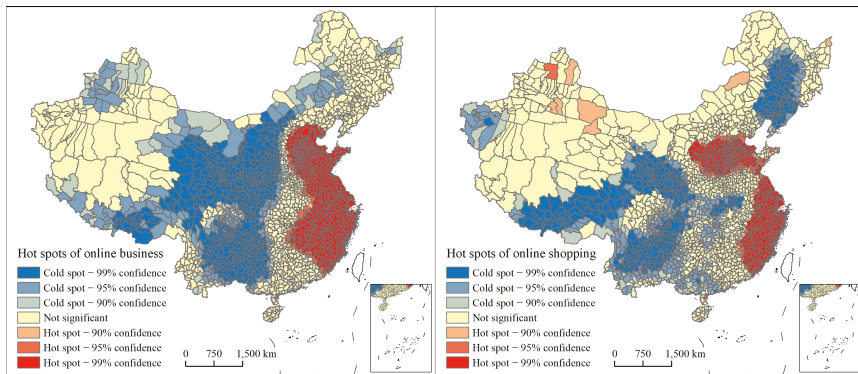 Hot spots of online business
Cold spot − 99% confidence
Cold spot − 95% confidence
Cold spot − 90% confidence
Not significant
Hot spot − 90% confidence
Hot spot − 95% confidence
Hot spot − 99% confidence
0 750 1,500 km
Hot spots of online shopping
Cold spot − 99% confidence
Cold spot − 95% confidence
Cold spot − 90% confidence
Not significant
Hot spot − 90% confidence
Hot spot − 95% confidence
Hot spot − 99% confidence
0 750 1,500 km